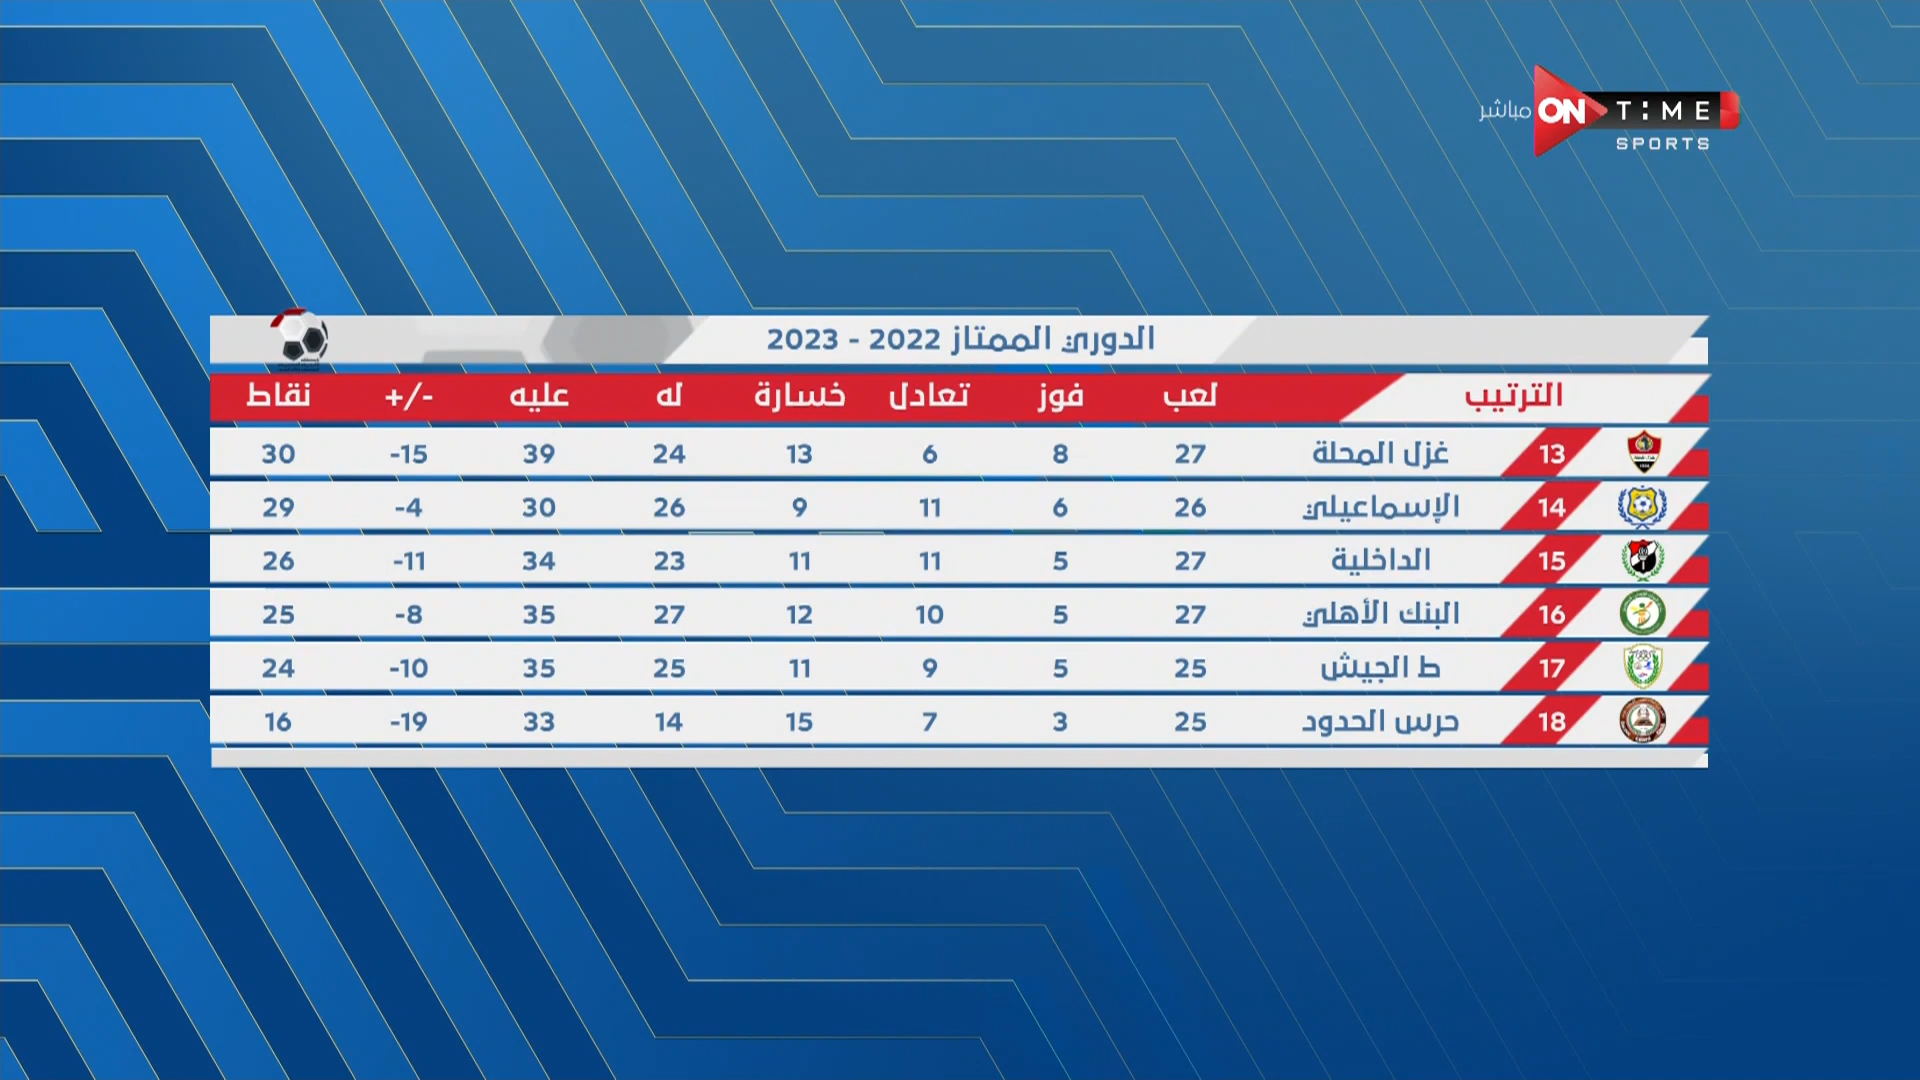 مباشر ON TIME
SPORTS
الدوري الممتاز 2022 - 2023
الترتيب لعب فوز تعادل خسارة له عليه +/- نقاط
13 غزل المحلة 27 8 6 13 24 39 -15 30
14 الإسماعيلي 26 6 11 9 26 30 -4 29
15 الداخلية 27 5 11 11 23 34 -11 26
16 البنك الأهلي 27 5 10 12 27 35 -8 25
17 ط الجيش 25 5 9 11 25 35 -10 24
18 حرس الحدود 25 3 7 15 14 33 -19 16